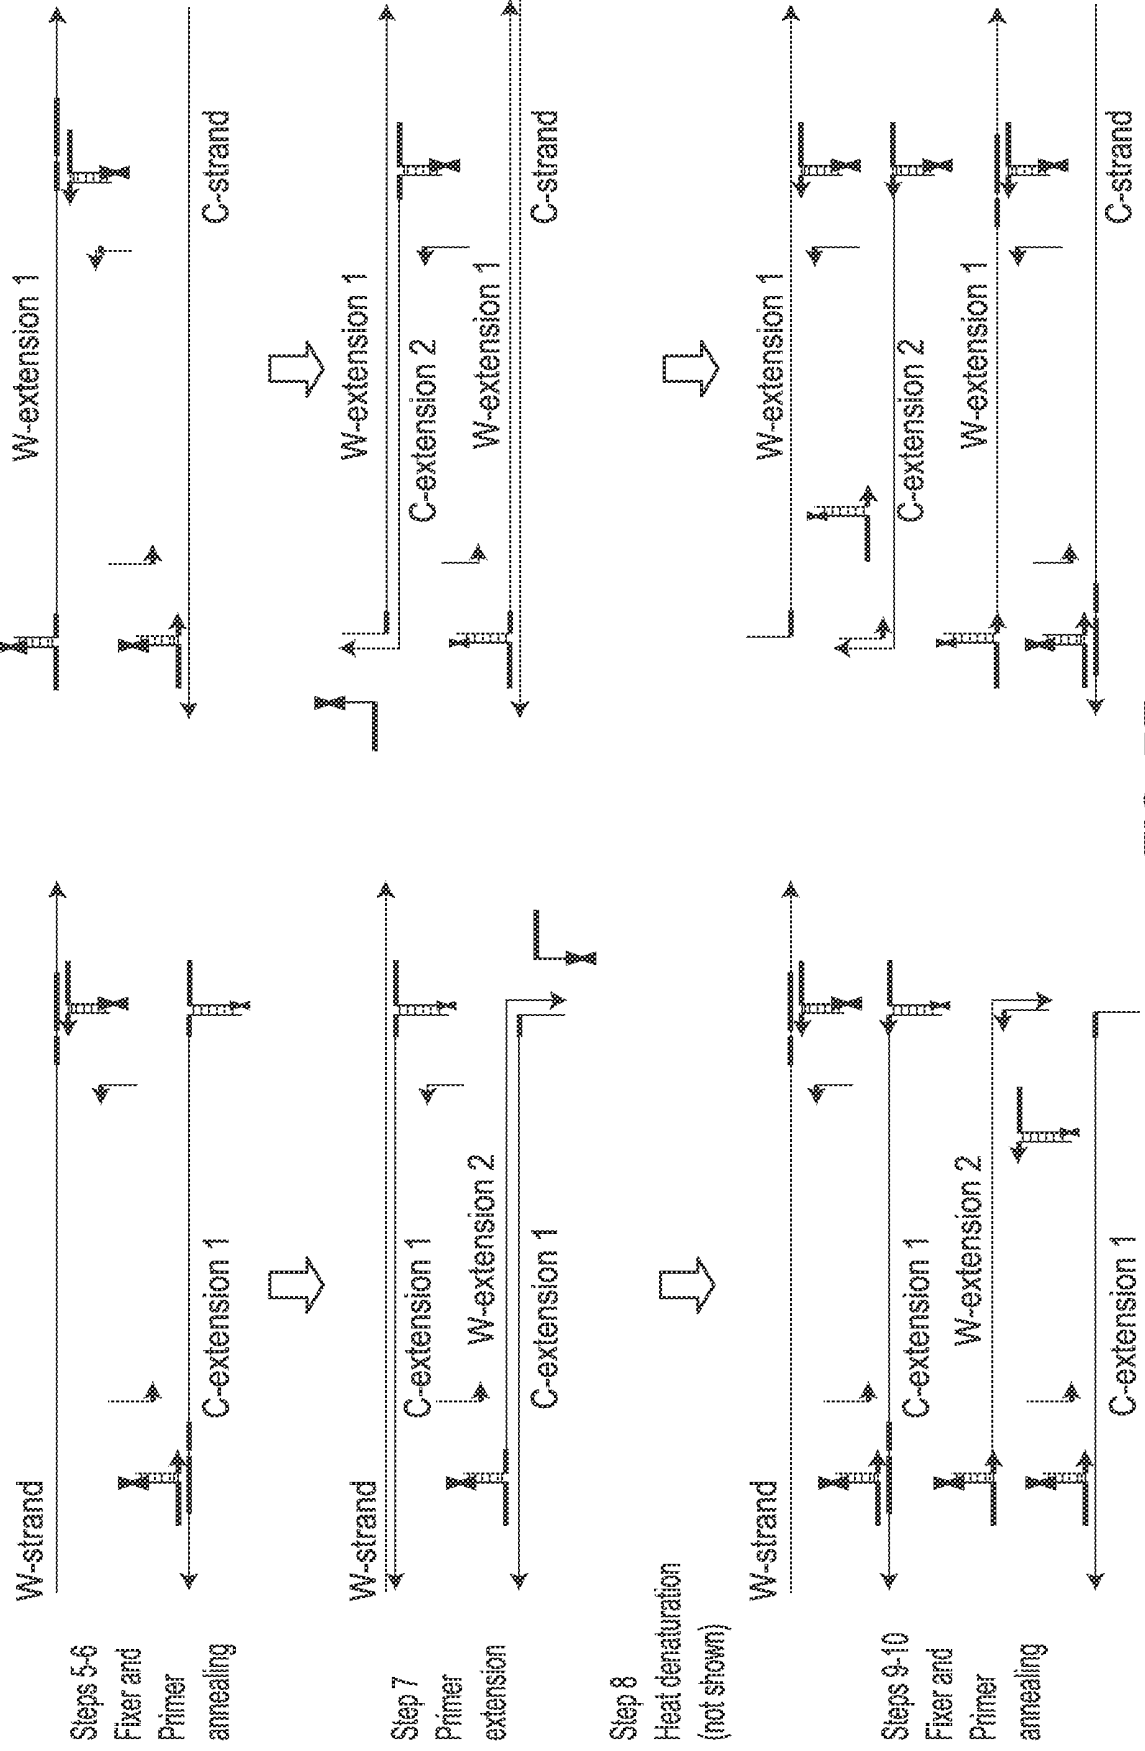 Steps 5-6
Fixer and
Primer
annealing
W-strand
C-extension 1
W-extension 1
C-strand
Step 7
Primer
extension
W-strand
C-extension 1
W-extension 2
C-extension 1
W-extension 1
C-extension 2
W-extension 1
C-strand
Step 8
Heat denaturation
(not shown)
Steps 9-10
Fixer and
Primer
annealing
W-strand
C-extension 1
W-extension 2
C-extension 1
W-extension 1
C-extension 2
W-extension 1
C-strand